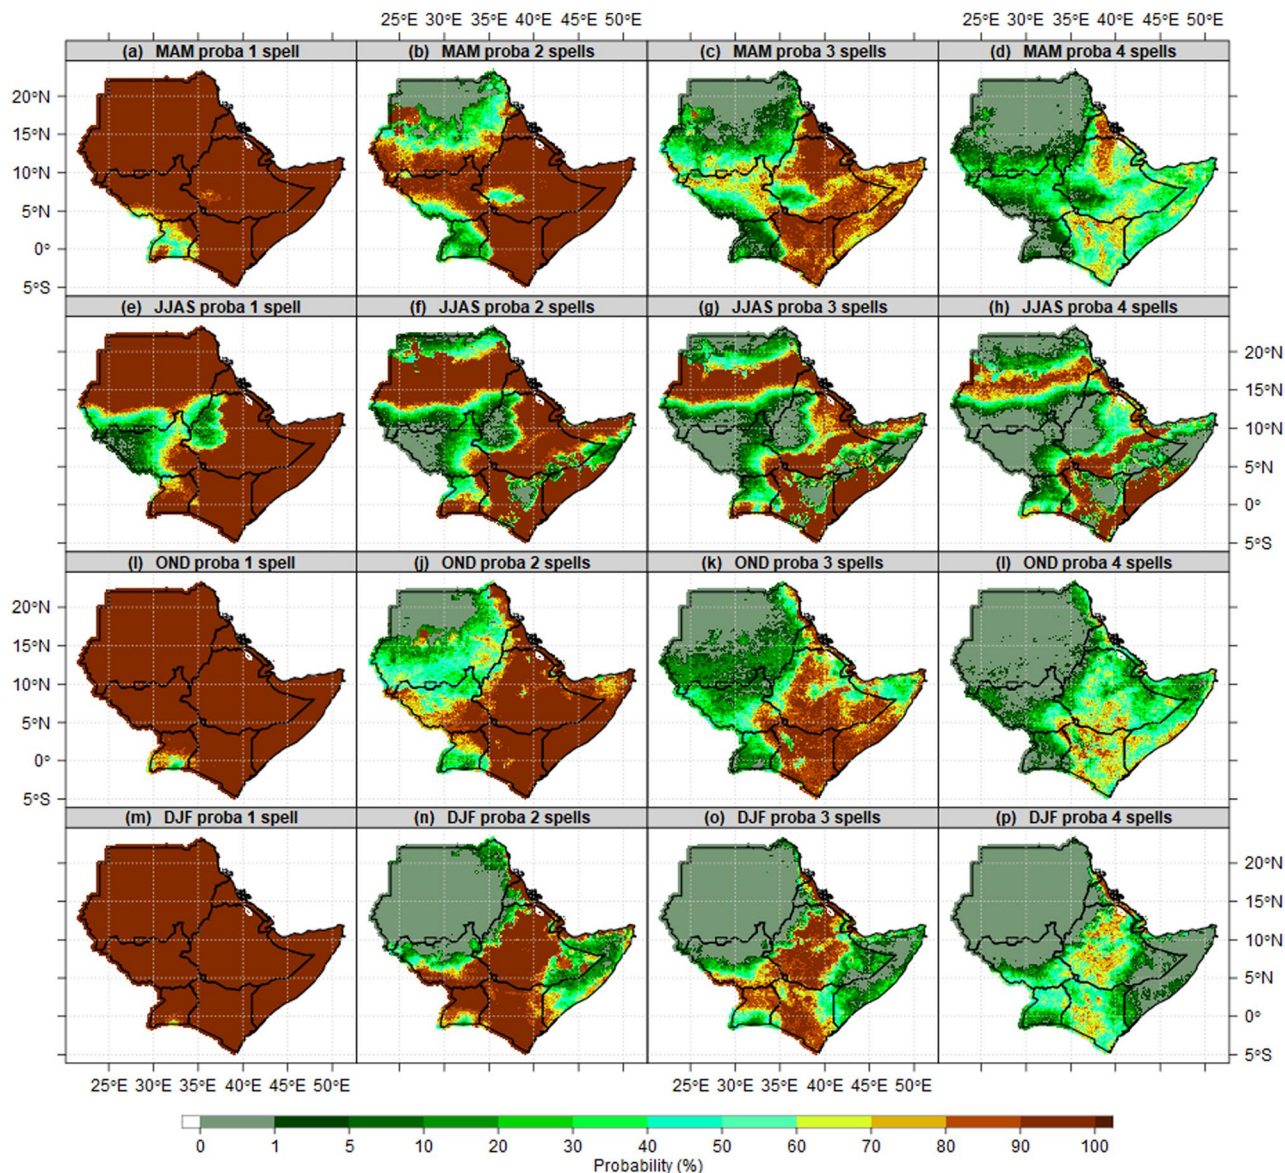 25°E 30°E 35°E 40°E 45°E 50°E 25°E 30°E 35°E 40°E 45°E 50°E
(a) MAM proba 1 spell (b) MAM proba 2 spells (c) MAM proba 3 spells (d) MAM proba 4 spells
20°N
15°N
10°N
5°N
0°
5°S
(e) JJAS proba 1 spell (f) JJAS proba 2 spells (g) JJAS proba 3 spells (h) JJAS proba 4 spells
20°N
15°N
10°N
5°N
0°
5°S
(I) OND proba 1 spell (j) OND proba 2 spells (k) OND proba 3 spells (l) OND proba 4 spells
20°N
15°N
10°N
5°N
0°
5°S
(m) DJF proba 1 spell (n) DJF proba 2 spells (o) DJF proba 3 spells (p) DJF proba 4 spells
20°N
15°N
10°N
5°N
0°
5°S
25°E 30°E 35°E 40°E 45°E 50°E 25°E 30°E 35°E 40°E 45°E 50°E
0 1 5 10 20 30 40 50 60 70 80 90 100
Probability (%)